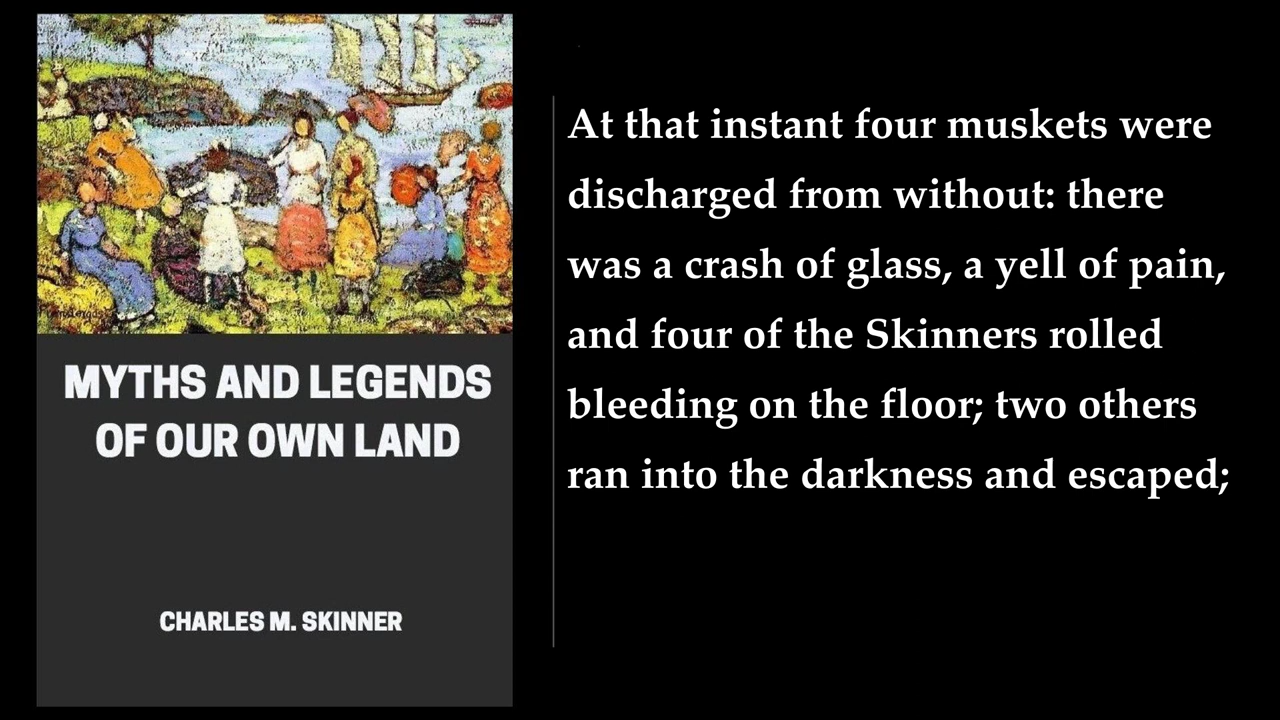 MYTHS AND LEGENDS
OF OUR OWN LAND
CHARLES M. SKINNER
At that instant four muskets were
discharged from without: there
was a crash of glass, a yell of pain,
and four of the Skinners rolled
bleeding on the floor; two others
ran into the darkness and escaped;